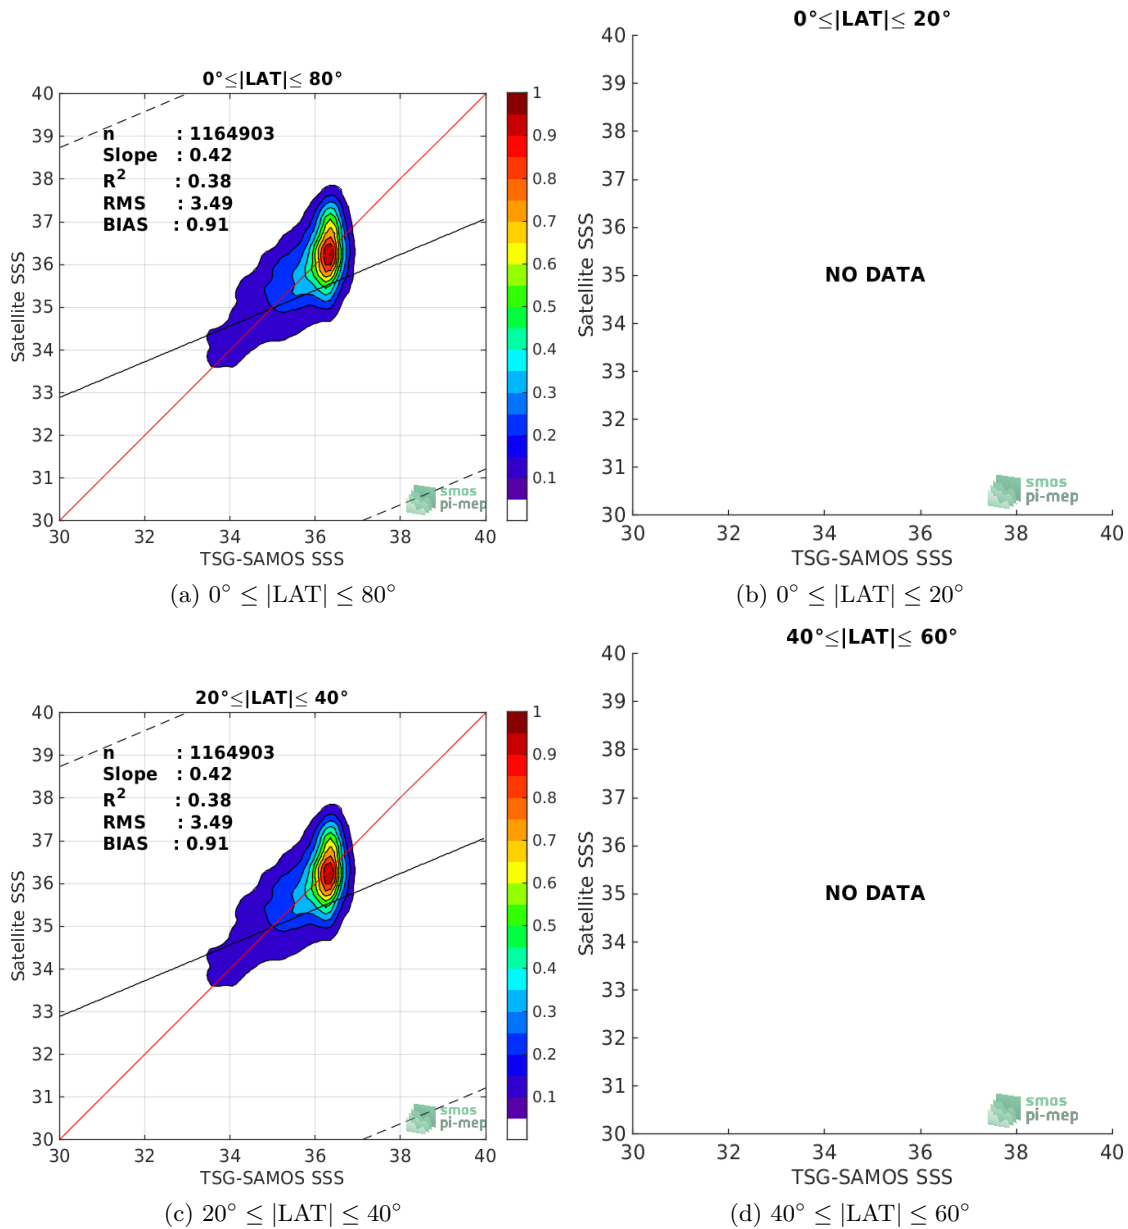 0°≤|LAT|≤ 80°
40
39
38
37
36
35
34
33
32
31
30
Satellite SSS
n : 1164903
Slope : 0.42
R² : 0.38
RMS : 3.49
BIAS : 0.91
1
0.9
0.8
0.7
0.6
0.5
0.4
0.3
0.2
0.1
smos
pi-mep
30 32 34 36 38 40
TSG-SAMOS SSS
(a) 0° ≤ |LAT| ≤ 80°
0°≤|LAT|≤ 20°
40
39
38
37
36
35
34
33
32
31
30
Satellite SSS
NO DATA
smos
pi-mep
30 32 34 36 38 40
TSG-SAMOS SSS
(b) 0° ≤ |LAT| ≤ 20°
20°≤|LAT|≤ 40°
40
39
38
37
36
35
34
33
32
31
30
Satellite SSS
n : 1164903
Slope : 0.42
R² : 0.38
RMS : 3.49
BIAS : 0.91
1
0.9
0.8
0.7
0.6
0.5
0.4
0.3
0.2
0.1
smos
pi-mep
30 32 34 36 38 40
TSG-SAMOS SSS
(c) 20° ≤ |LAT| ≤ 40°
40°≤|LAT|≤ 60°
40
39
38
37
36
35
34
33
32
31
30
Satellite SSS
NO DATA
smos
pi-mep
30 32 34 36 38 40
TSG-SAMOS SSS
(d) 40° ≤ |LAT| ≤ 60°